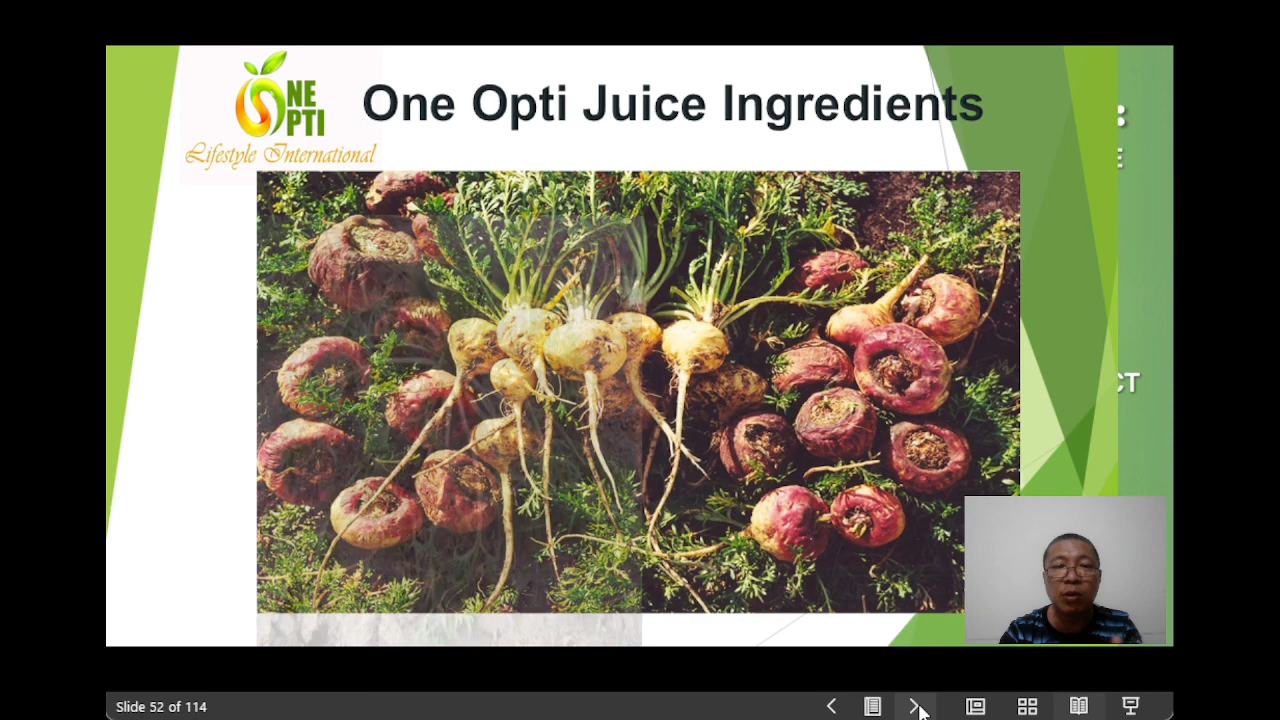 NE
PTI
Lifestyle International
One Opti Juice Ingredients
:
E
CT
Slide 52 of 114